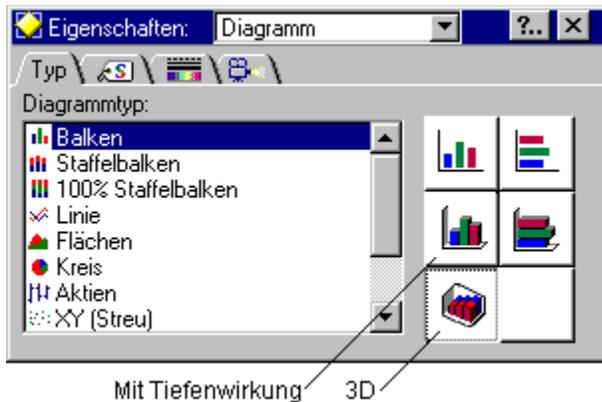 Eigenschaften: Diagramm ?..
Typ S
Diagrammtyp:
Balken
Staffelbalken
100% Staffelbalken
Linie
Flächen
Kreis
Aktien
XY (Streu)
Mit Tiefenwirkung 3D